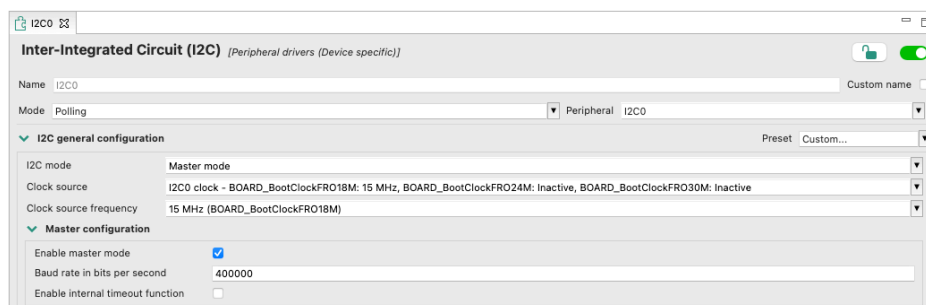 I2C0
Inter-Integrated Circuit (I2C) [Peripheral drivers (Device specific)]
Name I2C0 Custom name
Mode Polling Peripheral I2C0
I2C general configuration Preset Custom...
I2C mode Master mode
Clock source I2C0 clock - BOARD_BootClockFRO18M: 15 MHz, BOARD_BootClockFRO24M: Inactive, BOARD_BootClockFRO30M: Inactive
Clock source frequency 15 MHz (BOARD_BootClockFRO18M)
Master configuration
Enable master mode
Baud rate in bits per second 400000
Enable internal timeout function